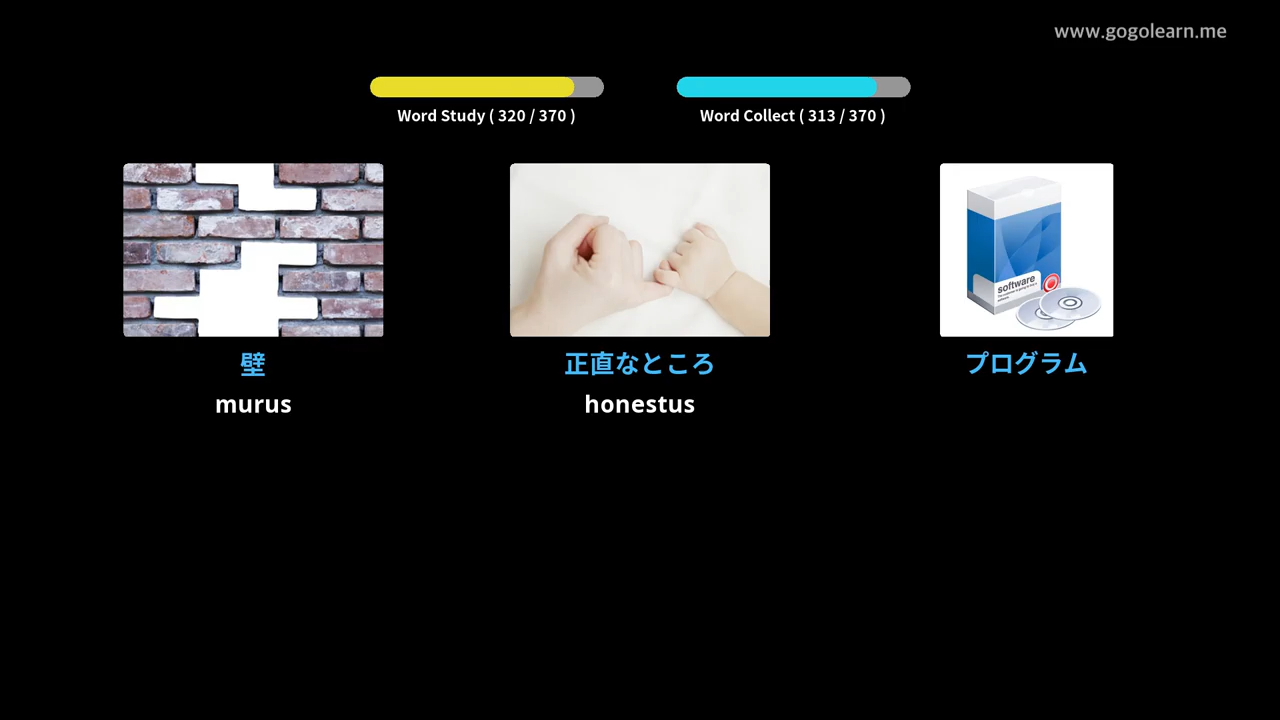 www.gogolearn.me
Word Study ( 320 / 370 )
Word Collect ( 313 / 370 )
software
壁
正直なところ
プログラム
murus
honestus